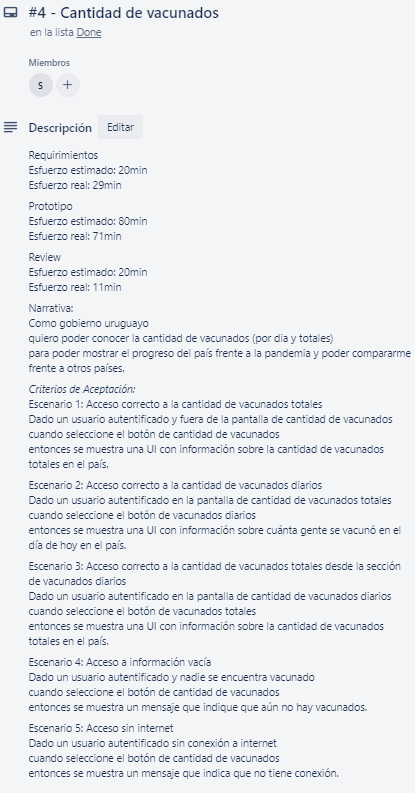 #4 - Cantidad de vacunados
en la lista Done
Miembros
S +
Descripción Editar
Requirimientos
Esfuerzo estimado: 20min
Esfuerzo real: 29min
Prototipo
Esfuerzo estimado: 80min
Esfuerzo real: 71min
Review
Esfuerzo estimado: 20min
Esfuerzo real: 11min
Narrativa:
Como gobierno uruguayo
quiero poder conocer la cantidad de vacunados (por dia y totales)
para poder mostrar el progreso del país frente a la pandemia y poder compararme
frente a otros países.
Criterios de Aceptación:
Escenario 1: Acceso correcto a la cantidad de vacunados totales
Dado un usuario autentificado y fuera de la pantalla de cantidad de vacunados
cuando seleccione el botón de cantidad de vacunados
entonces se muestra una UI con información sobre la cantidad de vacunados
totales en el país.
Escenario 2: Acceso correcto a la cantidad de vacunados diarios
Dado un usuario autentificado en la pantalla de cantidad de vacunados totales
cuando seleccione el botón de vacunados diarios
entonces se muestra una UI con información sobre cuánta gente se vacunó en el
día de hoy en el país.
Escenario 3: Acceso correcto a la cantidad de vacunados totales desde la sección
de vacunados diarios
Dado un usuario autentificado en la pantalla de cantidad de vacunados diarios
cuando seleccione el botón de vacunados totales
entonces se muestra una UI con información sobre la cantidad de vacunados
totales en el país.
Escenario 4: Acceso a información vacía
Dado un usuario autentificado y nadie se encuentra vacunado
cuando seleccione el botón de cantidad de vacunados
entonces se muestra un mensaje que indique que aún no hay vacunados.
Escenario 5: Acceso sin internet
Dado un usuario autentificado sin conexión a internet
cuando seleccione el botón de cantidad de vacunados
entonces se muestra un mensaje que indica que no tiene conexión.